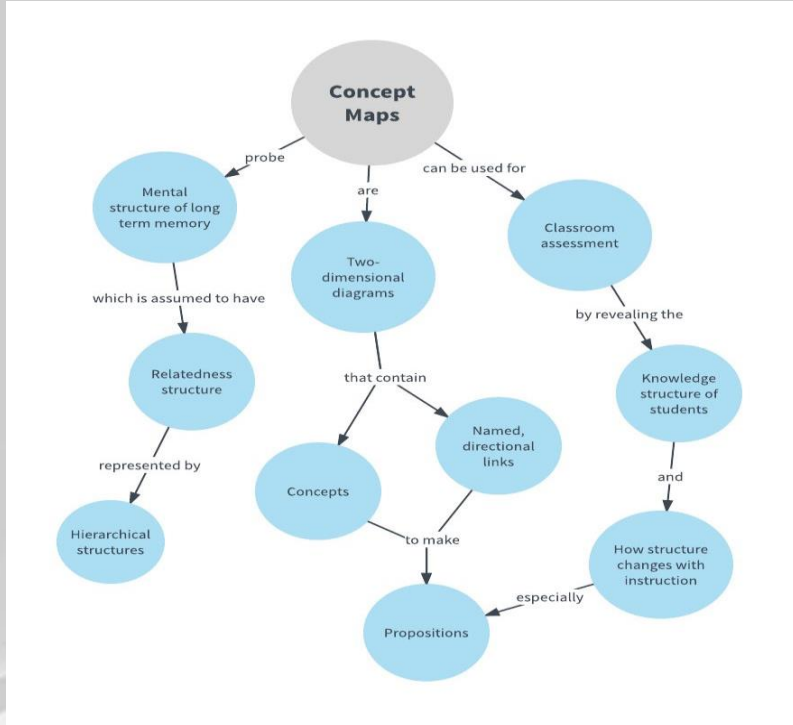 Concept
Maps
probe
are
can be used for
Mental
structure of long
term memory
Two-
dimensional
diagrams
Classroom
assessment
which is assumed to have
by revealing the
Relatedness
structure
that contain
Knowledge
structure of
students
represented by
Concepts
Named,
directional
links
and
Hierarchical
structures
to make
How structure
changes with
instruction
especially
Propositions